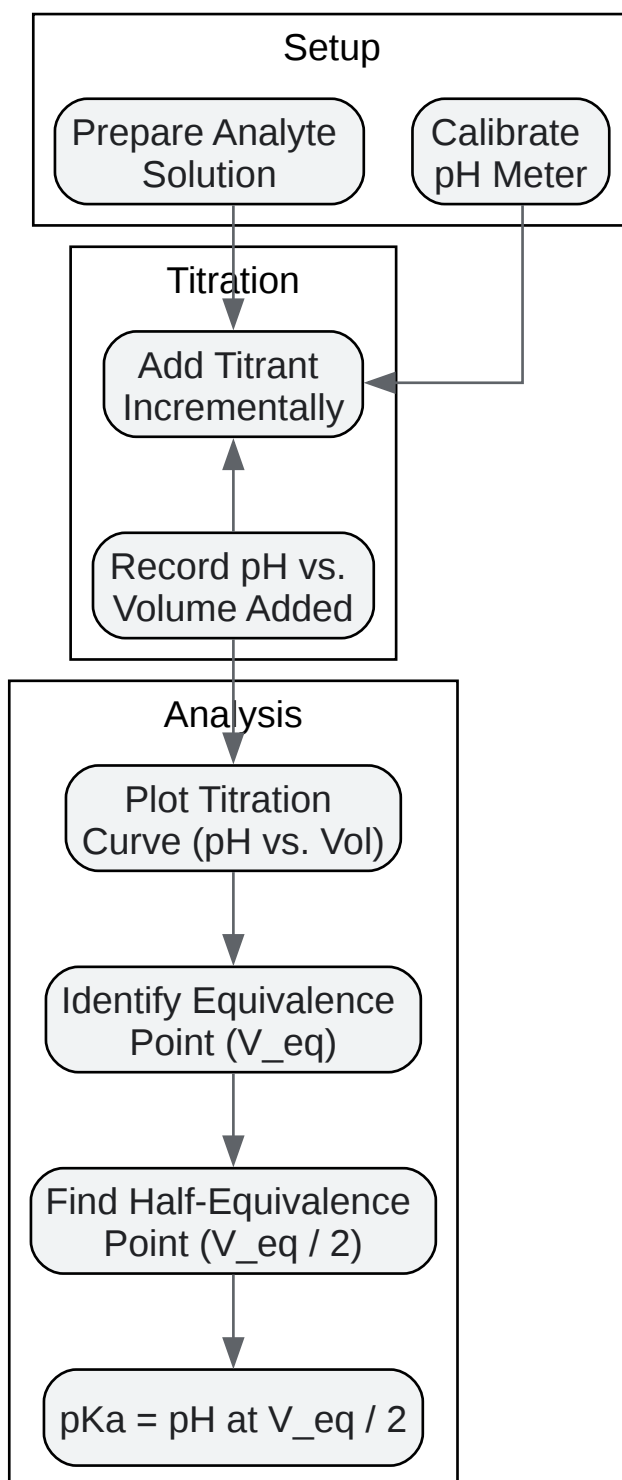 Setup
Prepare Analyte
Solution
Calibrate
pH Meter
Titration
Add Titrant
Incrementally
Record pH vs.
Volume Added
Analysis
Plot Titration
Curve (pH vs. Vol)
Identify Equivalence
Point (V_eq)
Find Half-Equivalence
Point (V_eq / 2)
pKa = pH at V_eq / 2